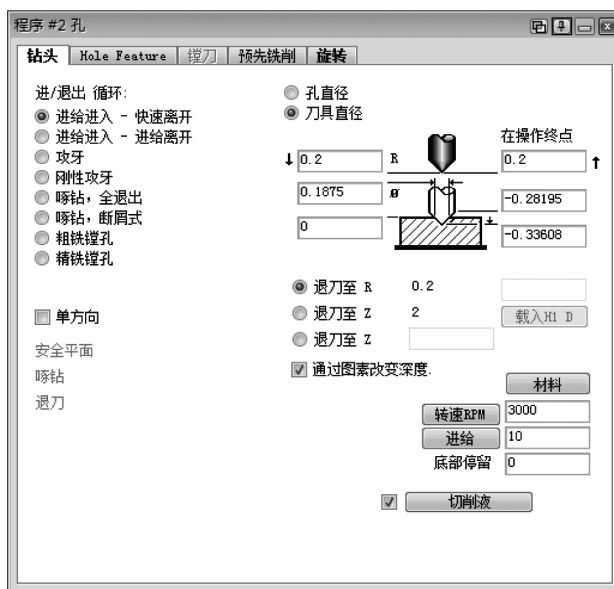 程序 #2 孔
钻头 Hole Feature 镗刀 预先铣削 旋转
进/退出 循环:
进给进入 - 快速离开
进给进入 - 进给离开
攻牙
刚性攻牙
啄钻, 全退出
啄钻, 断屑式
粗铣镗孔
精铣镗孔
单方向
安全平面
啄钻
退刀
孔直径
刀具直径
在操作终点
0.2 R 0.2
0.1875 ø -0.28195
0 -0.33608
退刀至 R 0.2
退刀至 Z 2 载入H1 D
退刀至 Z
通过图素改变深度.
材料
转速RPM 3000
进给 10
底部停留 0
切削液